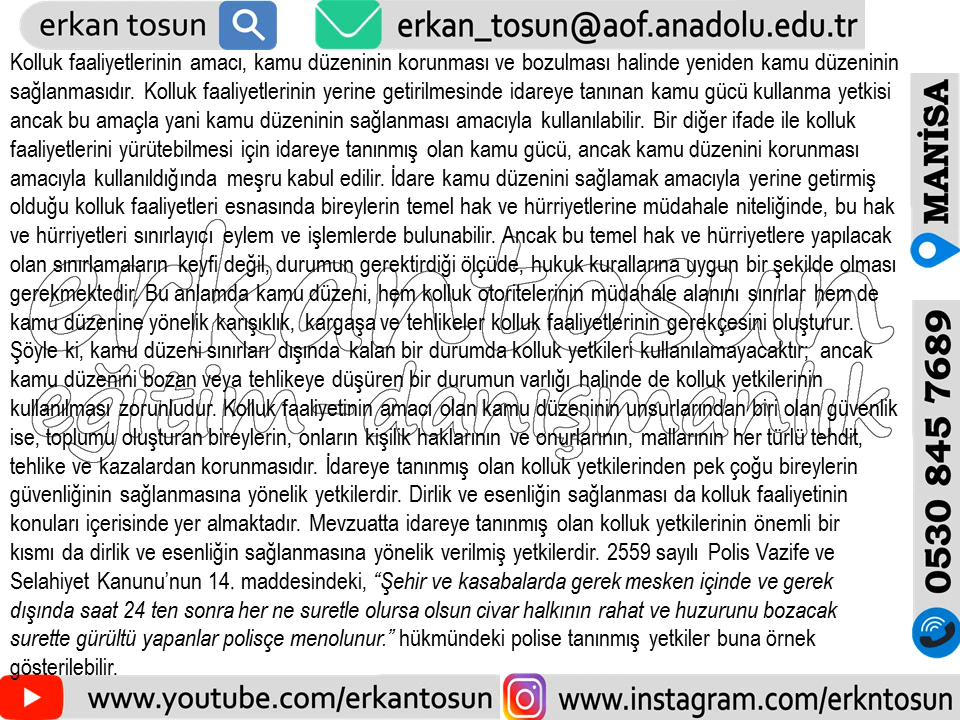 erkan tosun
erkan_tosun@aof.anadolu.edu.tr
Kolluk faaliyetlerinin amacı, kamu düzeninin korunması ve bozulması halinde yeniden kamu düzeninin
sağlanmasıdır. Kolluk faaliyetlerinin yerine getirilmesinde idareye tanınan kamu gücü kullanma yetkisi
ancak bu amaçla yani kamu düzeninin sağlanması amacıyla kullanılabilir. Bir diğer ifade ile kolluk
faaliyetlerini yürütebilmesi için idareye tanınmış olan kamu gücü, ancak kamu düzenini korunması
amacıyla kullanıldığında meşru kabul edilir. İdare kamu düzenini sağlamak amacıyla yerine getirmiş
olduğu kolluk faaliyetleri esnasında bireylerin temel hak ve hürriyetlerine müdahale niteliğinde, bu hak
ve hürriyetleri sınırlayıcı eylem ve işlemlerde bulunabilir. Ancak bu temel hak ve hürriyetlere yapılacak
olan sınırlamaların keyfi değil, durumun gerektirdiği ölçüde, hukuk kurallarına uygun bir şekilde olması
gerekmektedir. Bu anlamda kamu düzeni, hem kolluk otoritelerinin müdahale alanını sınırlar hem de
kamu düzenine yönelik karışıklık, kargaşa ve tehlikeler kolluk faaliyetlerinin gerekçesini oluşturur.
Şöyle ki, kamu düzeni sınırları dışında kalan bir durumda kolluk yetkileri kullanılamayacaktır; ancak
kamu düzenini bozan veya tehlikeye düşüren bir durumun varlığı halinde de kolluk yetkilerinin
kullanılması zorunludur. Kolluk faaliyetinin amacı olan kamu düzeninin unsurlarından biri olan güvenlik
ise, toplumu oluşturan bireylerin, onların kişilik haklarının ve onurlarının, mallarının her türlü tehdit,
tehlike ve kazalardan korunmasıdır. İdareye tanınmış olan kolluk yetkilerinden pek çoğu bireylerin
güvenliğinin sağlanmasına yönelik yetkilerdir. Dirlik ve esenliğin sağlanması da kolluk faaliyetinin
konuları içerisinde yer almaktadır. Mevzuatta idareye tanınmış olan kolluk yetkilerinin önemli bir
kısmı da dirlik ve esenliğin sağlanmasına yönelik verilmiş yetkilerdir. 2559 sayılı Polis Vazife ve
Selahiyet Kanunu’nun 14. maddesindeki, “Şehir ve kasabalarda gerek mesken içinde ve gerek
dışında saat 24 ten sonra her ne suretle olursa olsun civar halkının rahat ve huzurunu bozacak
surette gürültü yapanlar polisçe menolunur.” hükmündeki polise tanınmış yetkiler buna örnek
gösterilebilir.
erkantosun
eğitim danışmanlık
MANİSA
0530 845 7689
www.youtube.com/erkantosun
www.instagram.com/erkntosun